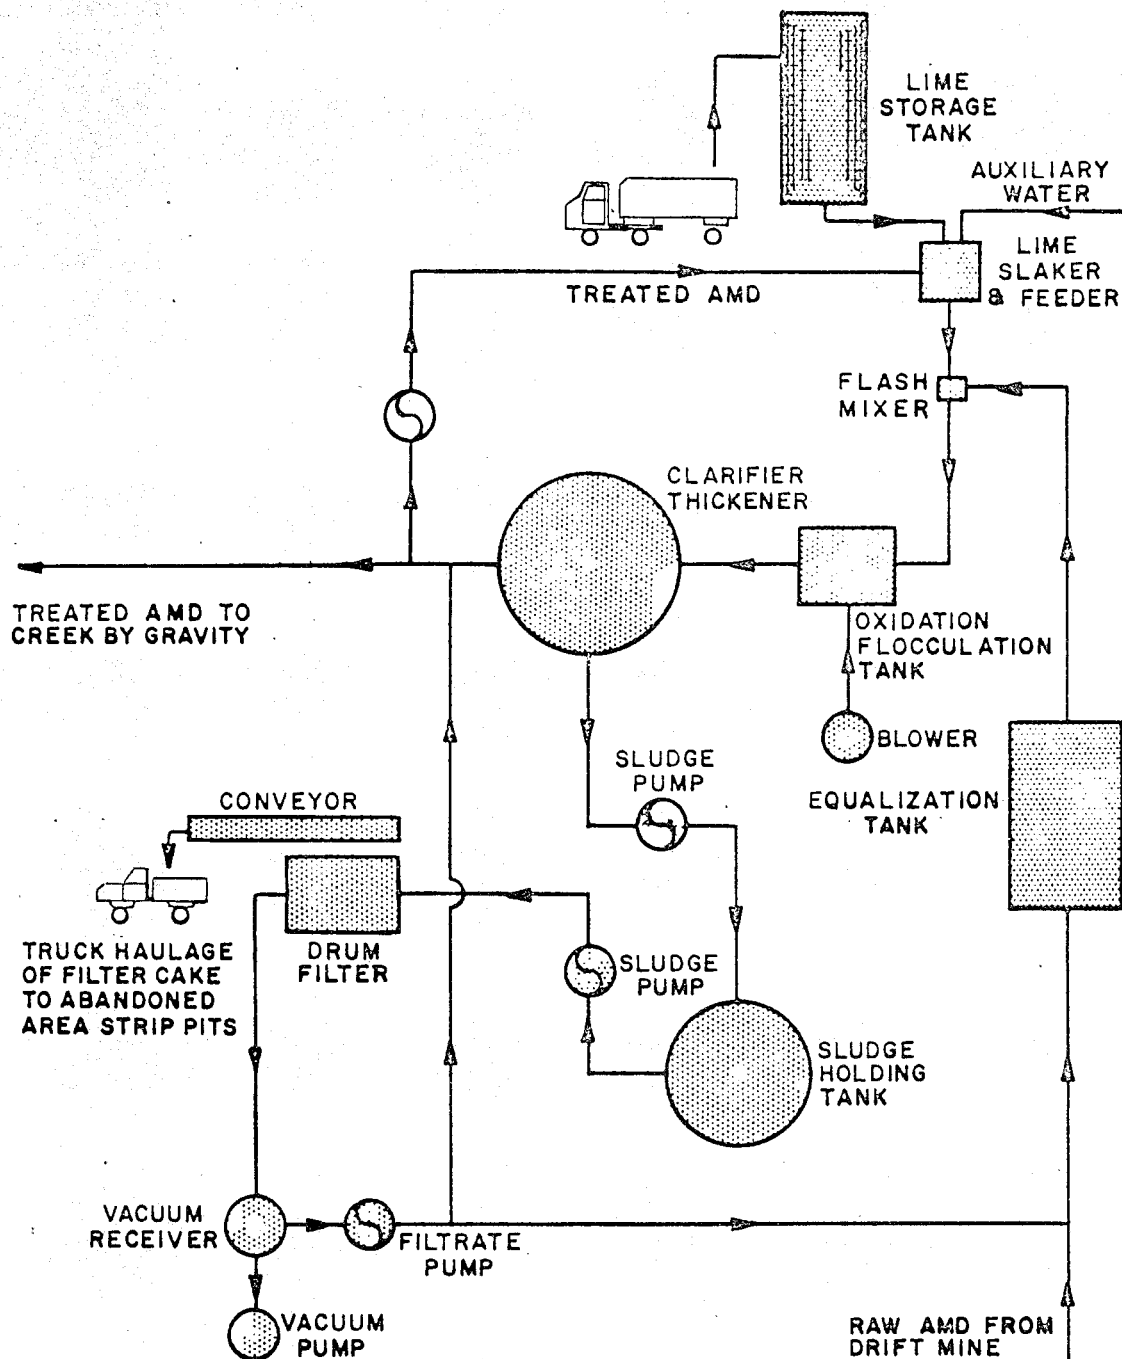 LIME
STORAGE
TANK
AUXILIARY
WATER
LIME
SLAKER
& FEEDER
TREATED AMD
FLASH
MIXER
CLARIFIER
THICKENER
TREATED AMD TO
CREEK BY GRAVITY
OXIDATION
FLOCCULATION
TANK
BLOWER
SLUDGE
PUMP
EQUALIZATION
TANK
CONVEYOR
TRUCK HAULAGE
OF FILTER CAKE
TO ABANDONED
AREA STRIP PITS
DRUM
FILTER
SLUDGE
PUMP
SLUDGE
HOLDING
TANK
VACUUM
RECEIVER
FILTRATE
PUMP
VACUUM
PUMP
RAW AMD FROM
DRIFT MINE